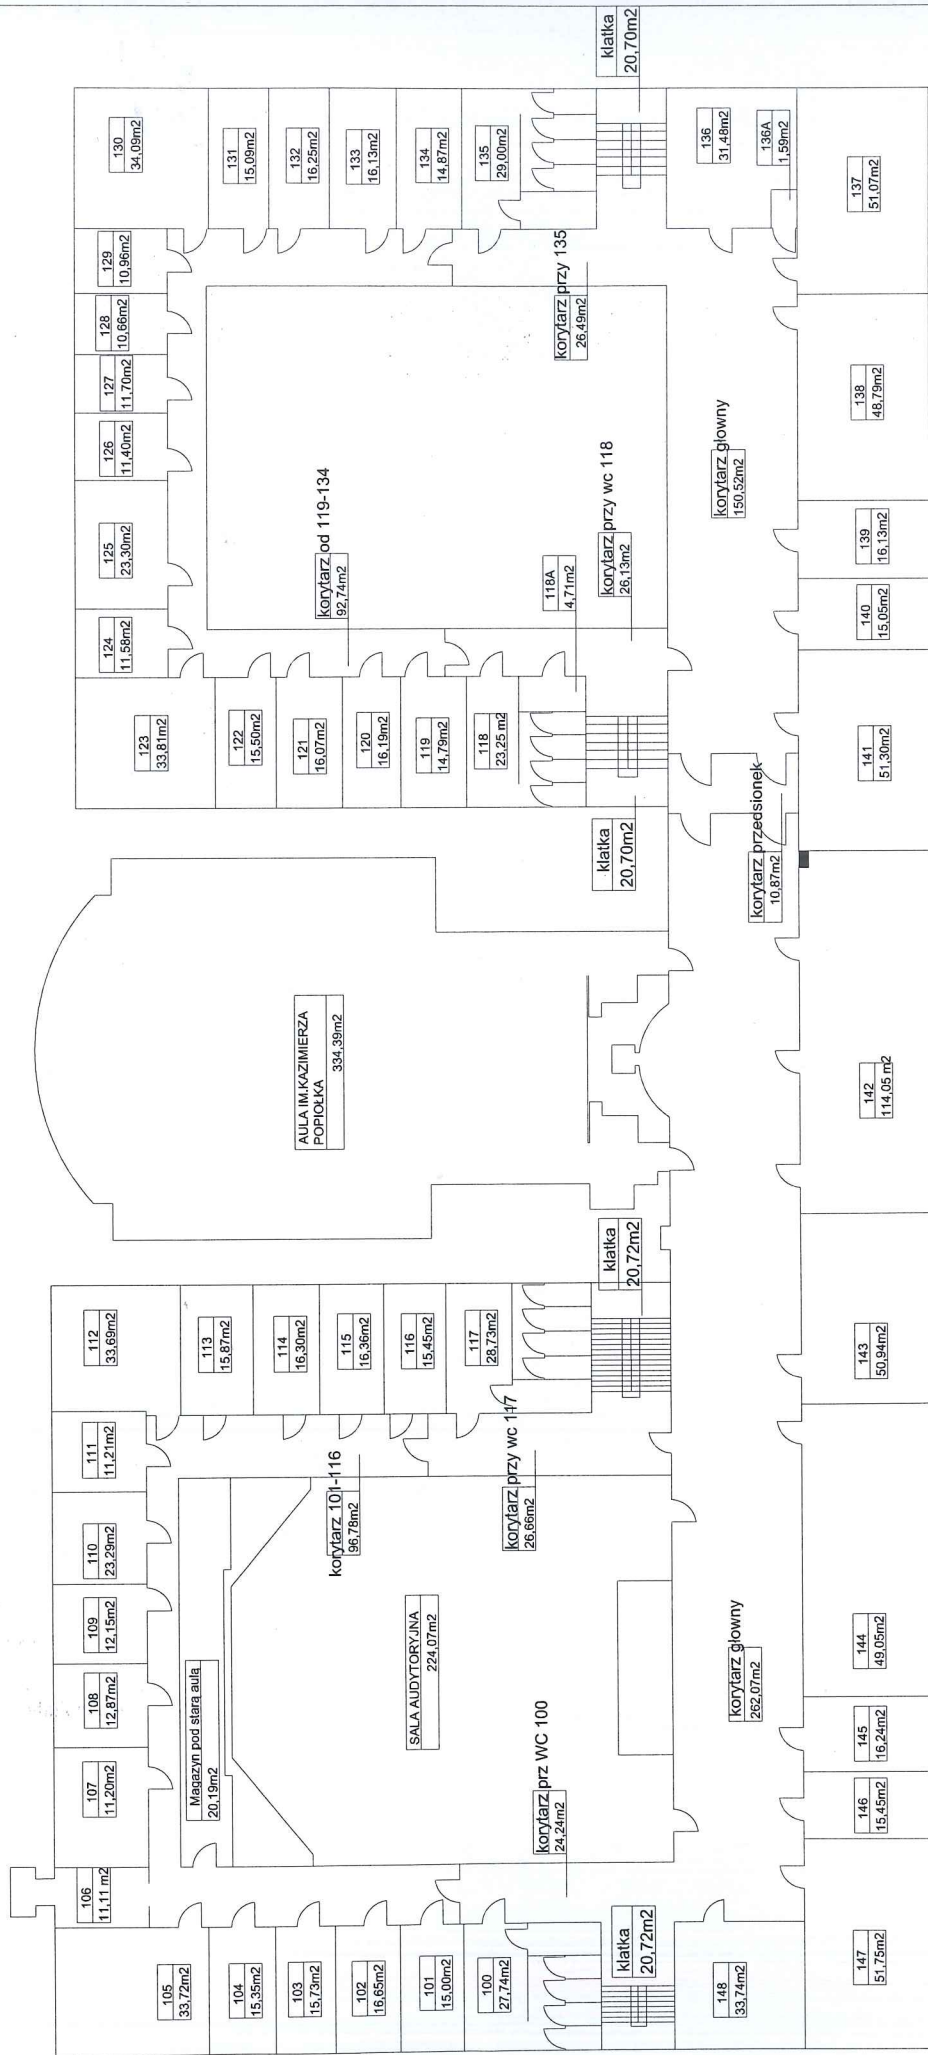 105
33,72m2
104
15,35m2
103
15,73m2
102
16,65m2
101
15,00m2
100
27,74m2
klatka
20,72m2
148
33,74m2
147
51,75m2
106
11,11 m2
107
11,20m2
108
12,87m2
109
12,15m2
110
23,29m2
111
11,21m2
Magazyn pod starą aulą
20,19m2
SALA AUDYTORYJNA
224,07m2
korytarz prz WC 100
24,24m2
korytarz 101-116
96,78m2
korytarz przy wc 117
26,66m2
korytarz głowny
262,07m2
146
15,45m2
145
16,24m2
144
49,05m2
143
50,94m2
112
33,69m2
113
15,87m2
114
16,30m2
115
16,36m2
116
15,45m2
117
28,73m2
klatka
20,72m2
AULA IM.KAZIMIERZA
POPIOŁKA
334,39m2
142
114,05 m2
korytarz przedsionek
10,87m2
klatka
20,70m2
123
33,81m2
122
15,50m2
121
16,07m2
120
16,19m2
119
14,79m2
118
23,25 m2
118A
4,71m2
141
51,30m2
140
15,05m2
139
16,13m2
138
48,79m2
137
51,07m2
124
11,58m2
125
23,30m2
126
11,40m2
127
11,70m2
128
10,66m2
129
10,96m2
korytarz od 119-134
92,74m2
korytarz przy wc 118
26,13m2
korytarz głowny
150,52m2
korytarz przy 135
26,49m2
130
34,09m2
131
15,09m2
132
16,25m2
133
16,13m2
134
14,87m2
135
29,00m2
klatka
20,70m2
136
31,48m2
136A
1,59m2